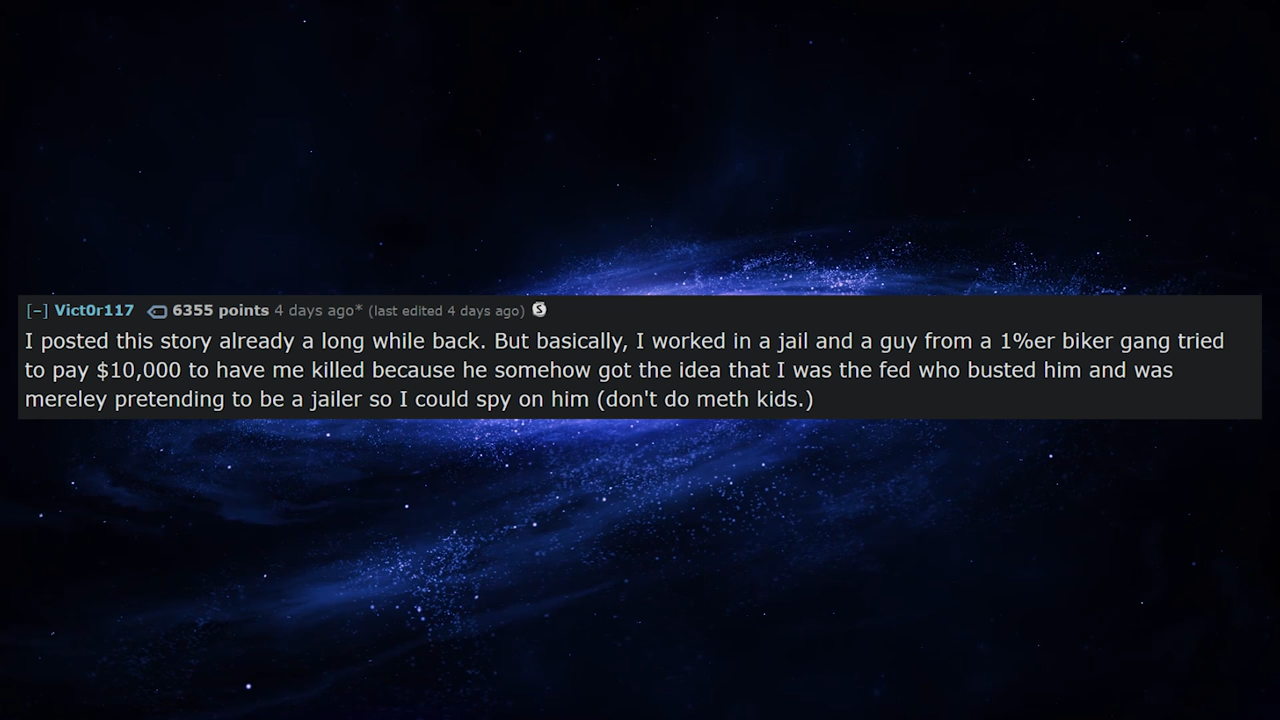 [–] Vict0r117 6355 points 4 days ago* (last edited 4 days ago) S
I posted this story already a long while back. But basically, I worked in a jail and a guy from a 1%er biker gang tried
to pay $10,000 to have me killed because he somehow got the idea that I was the fed who busted him and was
mereley pretending to be a jailer so I could spy on him (don't do meth kids.)